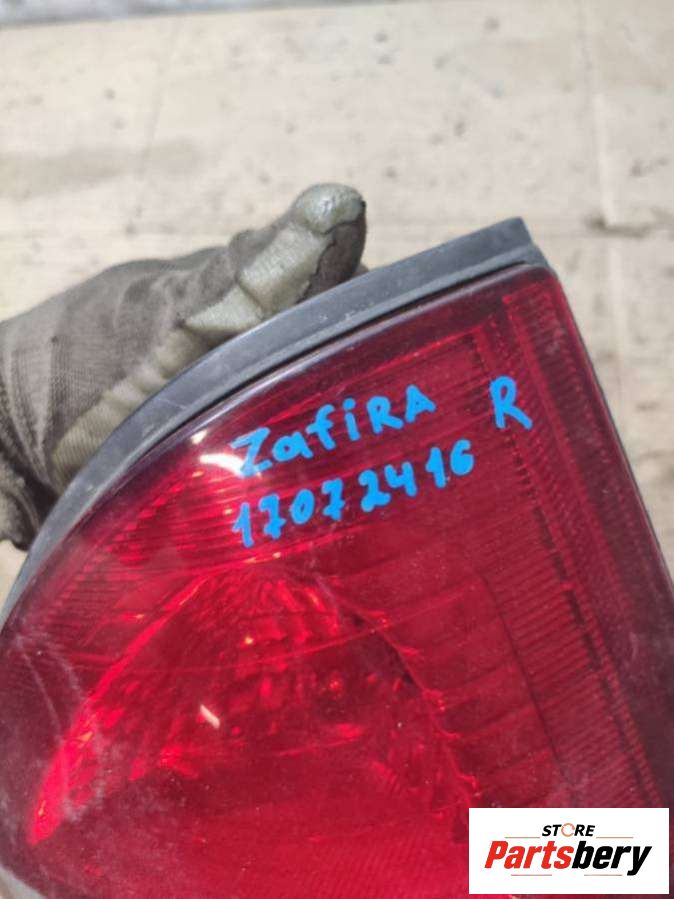 ZafiRA R
17072416
STORE
Partsbery